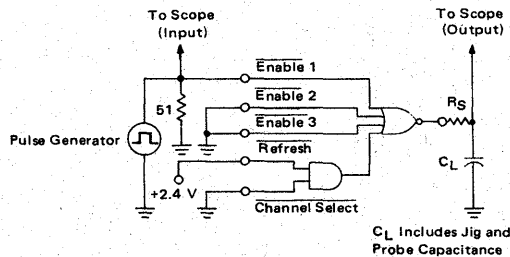 To Scope
(Input)
To Scope
(Output)
Enable 1
51
Enable 2
RS
Pulse Generator
Enable 3
Refresh
CL
+2.4 V
Channel Select
CL Includes Jig and
Probe Capacitance